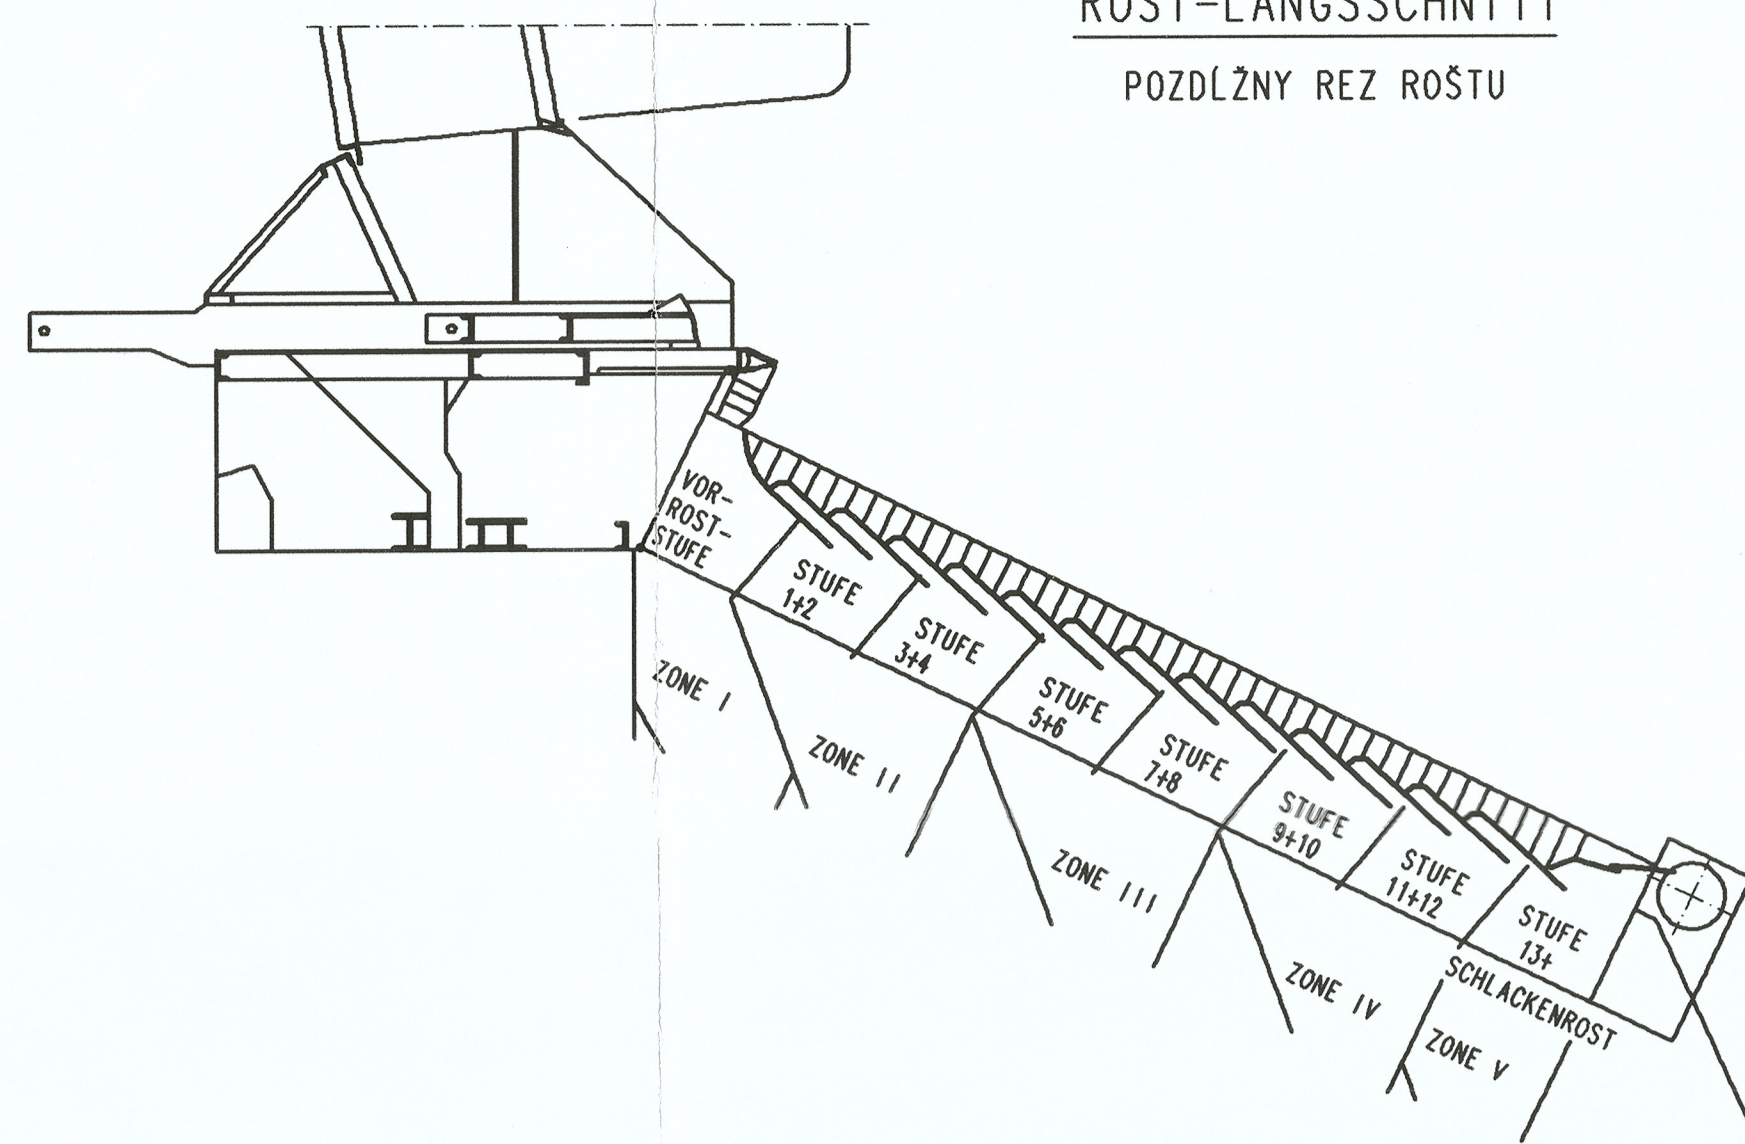 ROST-LÄNGSSCHNITT
POZDĹŽNY REZ ROŠTU
VOR-
ROST-
STUFE
STUFE
1+2
STUFE
3+4
STUFE
5+6
STUFE
7+8
STUFE
9+10
STUFE
11+12
STUFE
13+
SCHLACKENROST
ZONE I
ZONE II
ZONE III
ZONE IV
ZONE V